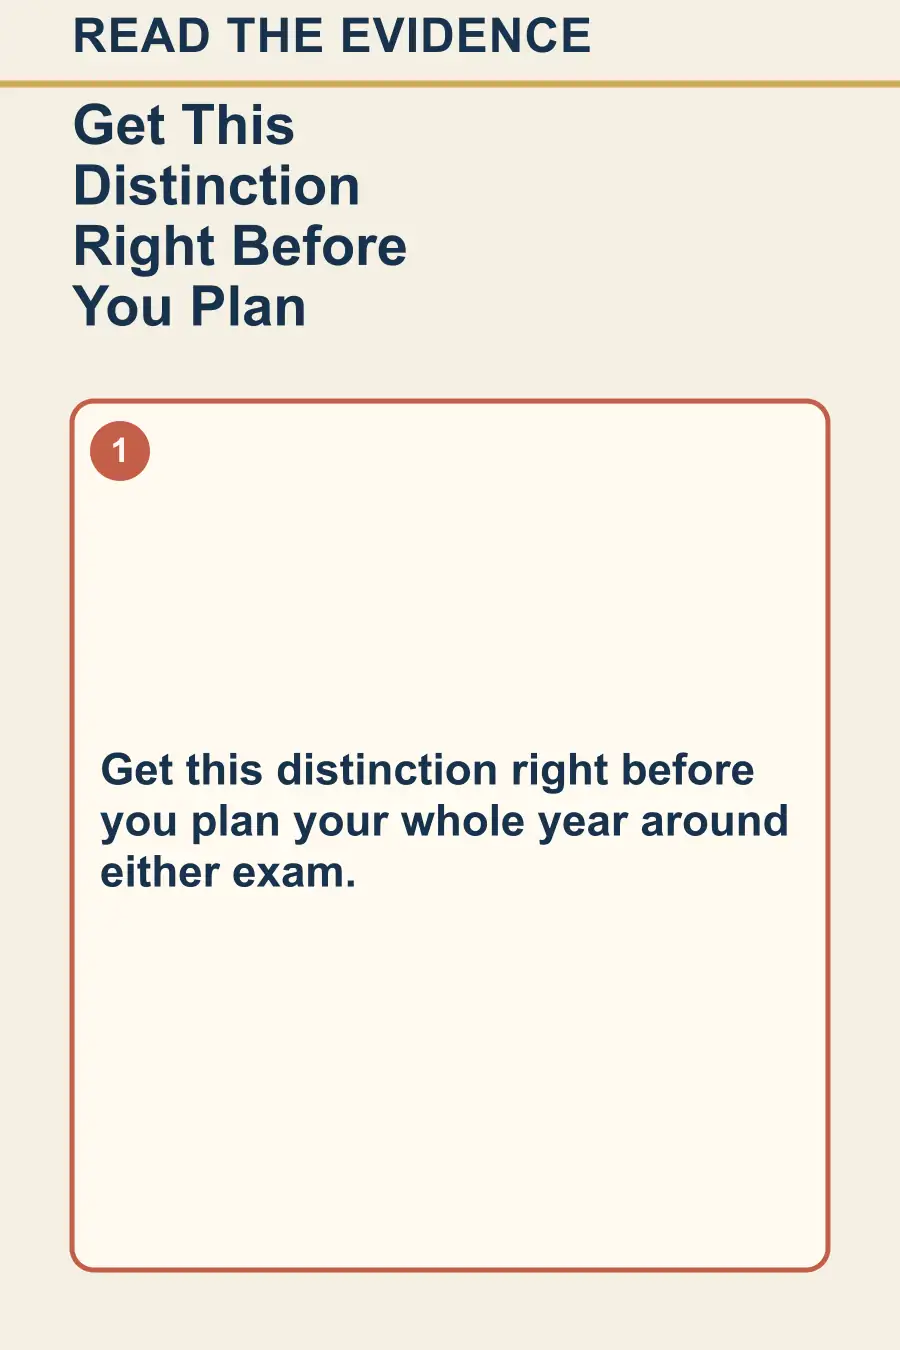 READ THE EVIDENCE
Get This
Distinction
Right Before
You Plan
1
Get this distinction right before
you plan your whole year around
either exam.